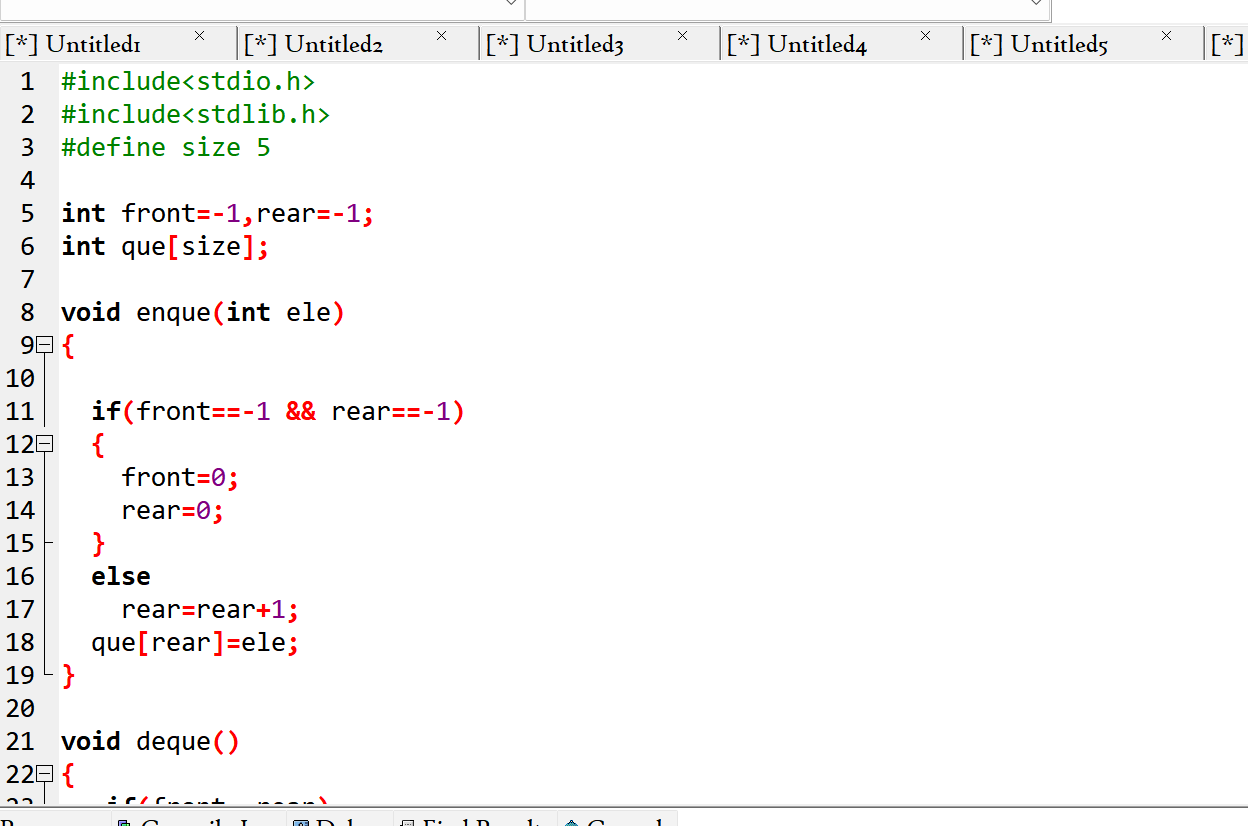 [*] Untitled1 [*] Untitled2 [*] Untitled3 [*] Untitled4 [*] Untitled5 [*]
1 #include<stdio.h>
2 #include<stdlib.h>
3 #define size 5
4
5 int front=-1,rear=-1;
6 int que[size];
7
8 void enque(int ele)
9 {
10
11 if(front==-1 && rear==-1)
12 {
13 front=0;
14 rear=0;
15 }
16 else
17 rear=rear+1;
18 que[rear]=ele;
19 }
20
21 void deque()
22 {